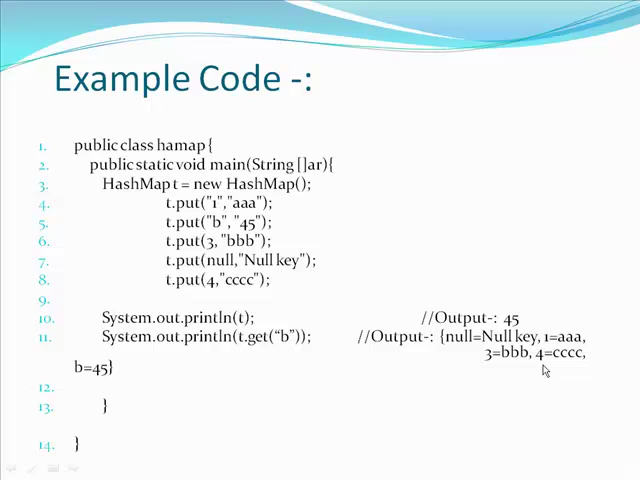 Example Code -:
1. public class hamap {
2. public static void main(String []ar){
3. HashMap t = new HashMap();
4. t.put("1","aaa");
5. t.put("b", "45");
6. t.put(3, "bbb");
7. t.put(null,"Null key");
8. t.put(4,"cccc");
9.
10. System.out.println(t); //Output-: 45
11. System.out.println(t.get(“b”)); //Output-: {null=Null key, 1=aaa,
3=bbb, 4=cccc,
b=45}
12.
13. }
14. }